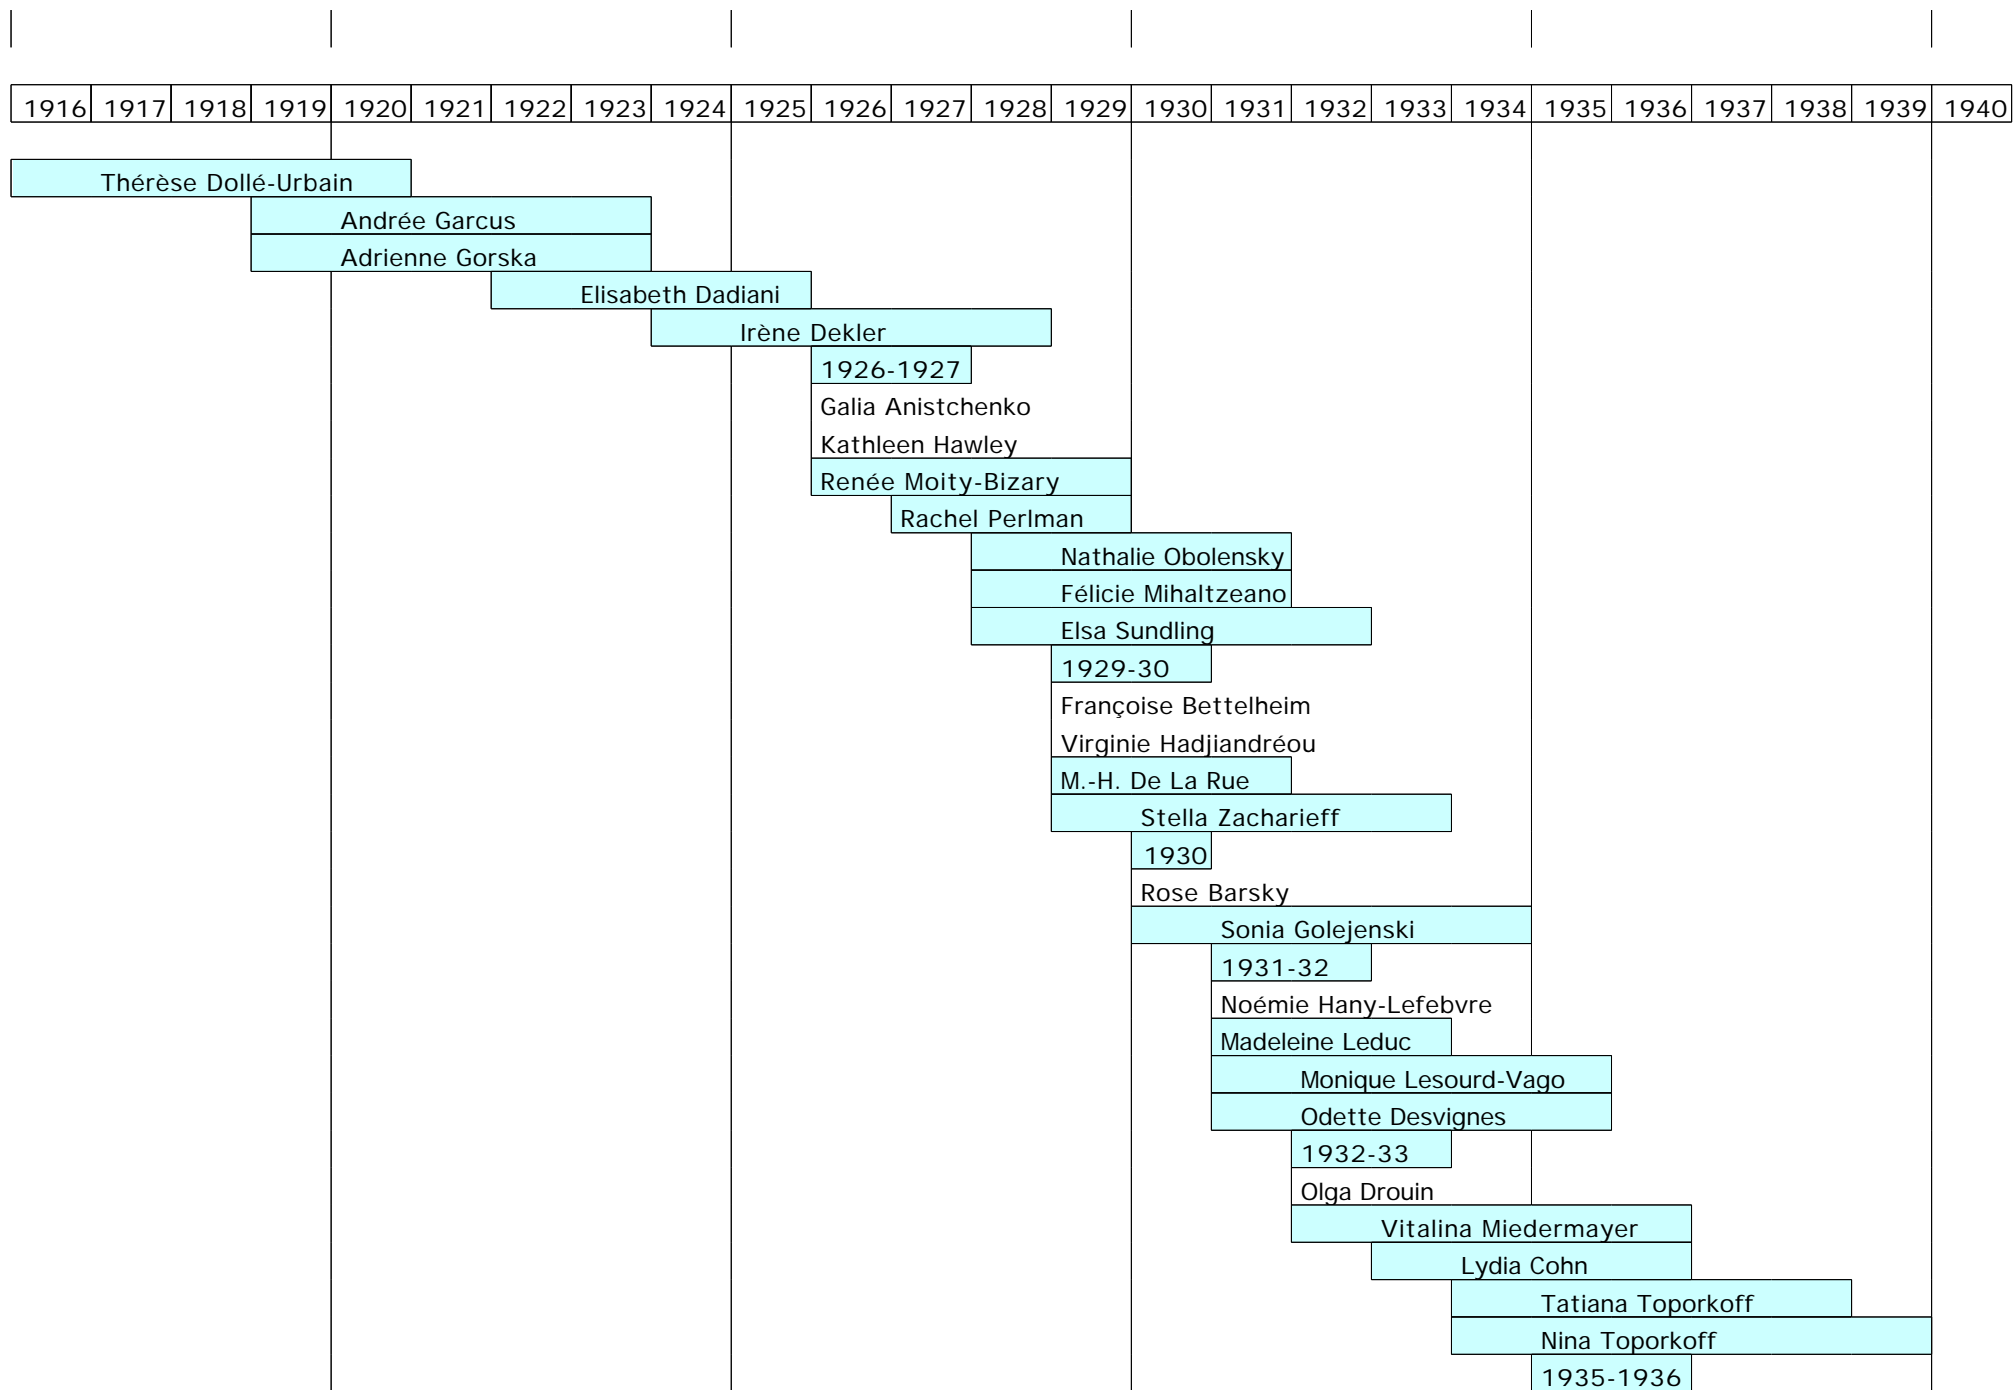 1916 1917 1918 1919 1920 1921 1922 1923 1924 1925 1926 1927 1928 1929 1930 1931 1932 1933 1934 1935 1936 1937 1938 1939 1940
Thérèse Dollé-Urbain
Andrée Garcus
Adrienne Gorska
Elisabeth Dadiani
Irène Dekler
1926-1927
Galia Anistchenko
Kathleen Hawley
Renée Moity-Bizary
Rachel Perlman
Nathalie Obolensky
Félicie Mihaltzeano
Elsa Sundling
1929-30
Françoise Bettelheim
Virginie Hadjiandréou
M.-H. De La Rue
Stella Zacharieff
1930
Rose Barsky
Sonia Golejenski
1931-32
Noémie Hany-Lefebvre
Madeleine Leduc
Monique Lesourd-Vago
Odette Desvignes
1932-33
Olga Drouin
Vitalina Miedermayer
Lydia Cohn
Tatiana Toporkoff
Nina Toporkoff
1935-1936